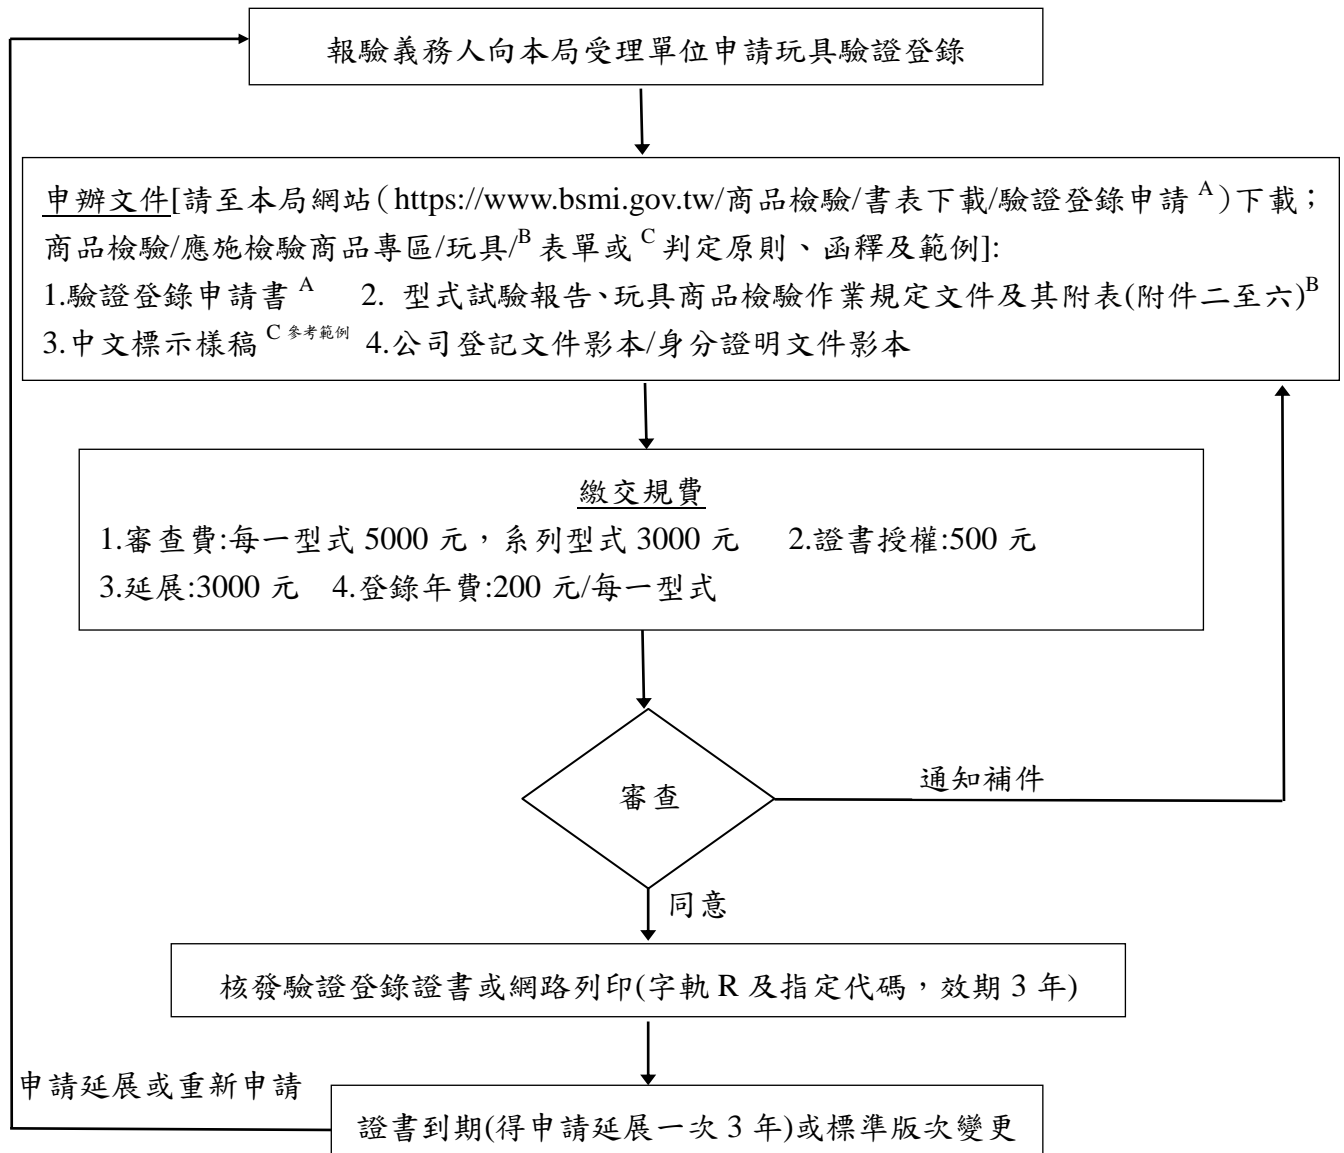 報驗義務人向本局受理單位申請玩具驗證登錄
申辦文件[請至本局網站(https://www.bsmi.gov.tw/商品檢驗/書表下載/驗證登錄申請 A)下載；
商品檢驗/應施檢驗商品專區/玩具/B 表單或 C 判定原則、函釋及範例]:
1.驗證登錄申請書 A 2. 型式試驗報告、玩具商品檢驗作業規定文件及其附表(附件二至六)B
3.中文標示樣稿 C 參考範例 4.公司登記文件影本/身分證明文件影本
繳交規費
1.審查費:每一型式 5000 元，系列型式 3000 元 2.證書授權:500 元
3.延展:3000 元 4.登錄年費:200 元/每一型式
審查
通知補件
同意
核發驗證登錄證書或網路列印(字軌 R 及指定代碼，效期 3 年)
申請延展或重新申請
證書到期(得申請延展一次 3 年)或標準版次變更